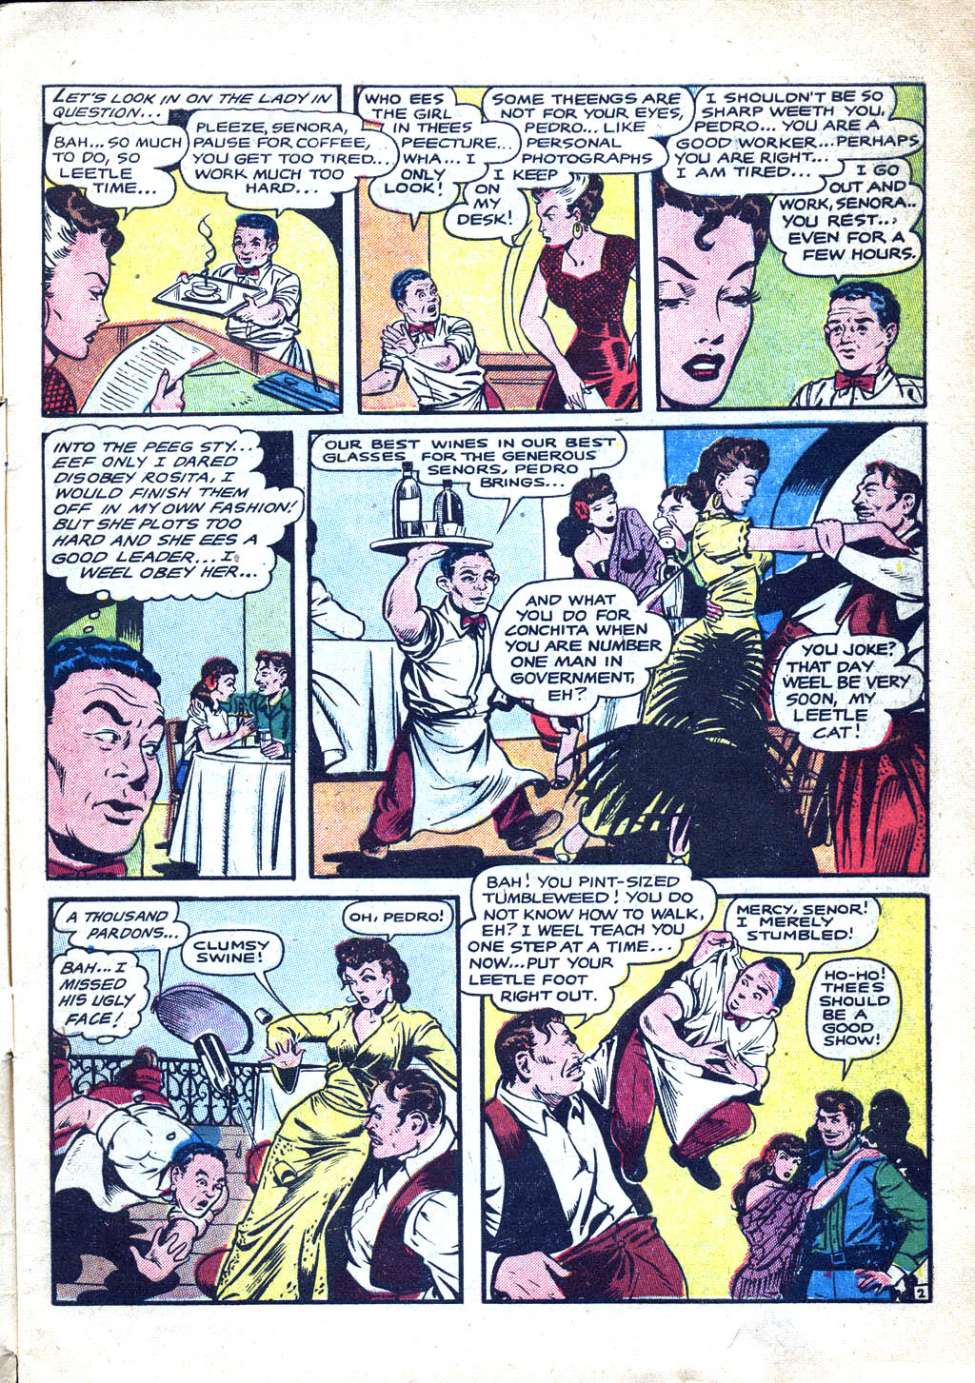 LET'S LOOK IN ON THE LADY IN
QUESTION...
BAH... SO MUCH
TO DO, SO
LEETLE
TIME...
PLEEZE, SENORA,
PAUSE FOR COFFEE,
YOU GET TOO TIRED...
WORK MUCH TOO
HARD...
WHO EES
THE GIRL
IN THEES
PEECTURE...
WHA... I
ONLY
LOOK!
SOME THEENGS ARE
NOT FOR YOUR EYES,
PEDRO... LIKE
PERSONAL
PHOTOGRAPHS
I KEEP
ON
MY
DESK!
I SHOULDN'T BE SO
SHARP WEETH YOU,
PEDRO... YOU ARE A
GOOD WORKER... PERHAPS
YOU ARE RIGHT...
I AM TIRED...
I GO
OUT AND
WORK, SENORA..
YOU REST...
EVEN FOR A
FEW HOURS.
INTO THE PEEG STY...
EEF ONLY I DARED
DISOBEY ROSITA, I
WOULD FINISH THEM
OFF IN MY OWN FASHION!
BUT SHE PLOTS TOO
HARD AND SHE EES A
GOOD LEADER... I
WEEL OBEY HER...
OUR BEST WINES IN OUR BEST
GLASSES FOR THE GENEROUS
SENORS, PEDRO
BRINGS...
AND WHAT
YOU DO FOR
CONCHITA WHEN
YOU ARE NUMBER
ONE MAN IN
GOVERNMENT,
EH?
YOU JOKE?
THAT DAY
WEEL BE VERY
SOON, MY
LEETLE
CAT!
A THOUSAND
PARDONS...
BAH... I
MISSED
HIS UGLY
FACE!
CLUMSY
SWINE!
OH, PEDRO!
BAH! YOU PINT-SIZED
TUMBLEWEED! YOU DO
NOT KNOW HOW TO WALK,
EH? I WEEL TEACH YOU
ONE STEP AT A TIME...
NOW... PUT YOUR
LEETLE FOOT
RIGHT OUT.
MERCY, SENOR!
I MERELY
STUMBLED!
HO-HO!
THEES
SHOULD
BE A
GOOD
SHOW!
2